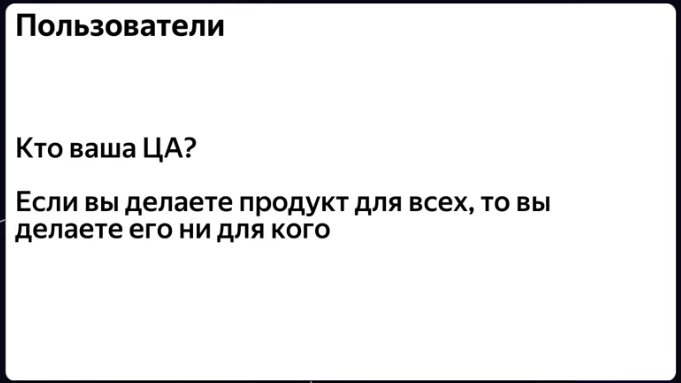 Пользователи
Кто ваша ЦА?
Если вы делаете продукт для всех, то вы
делаете его ни для кого